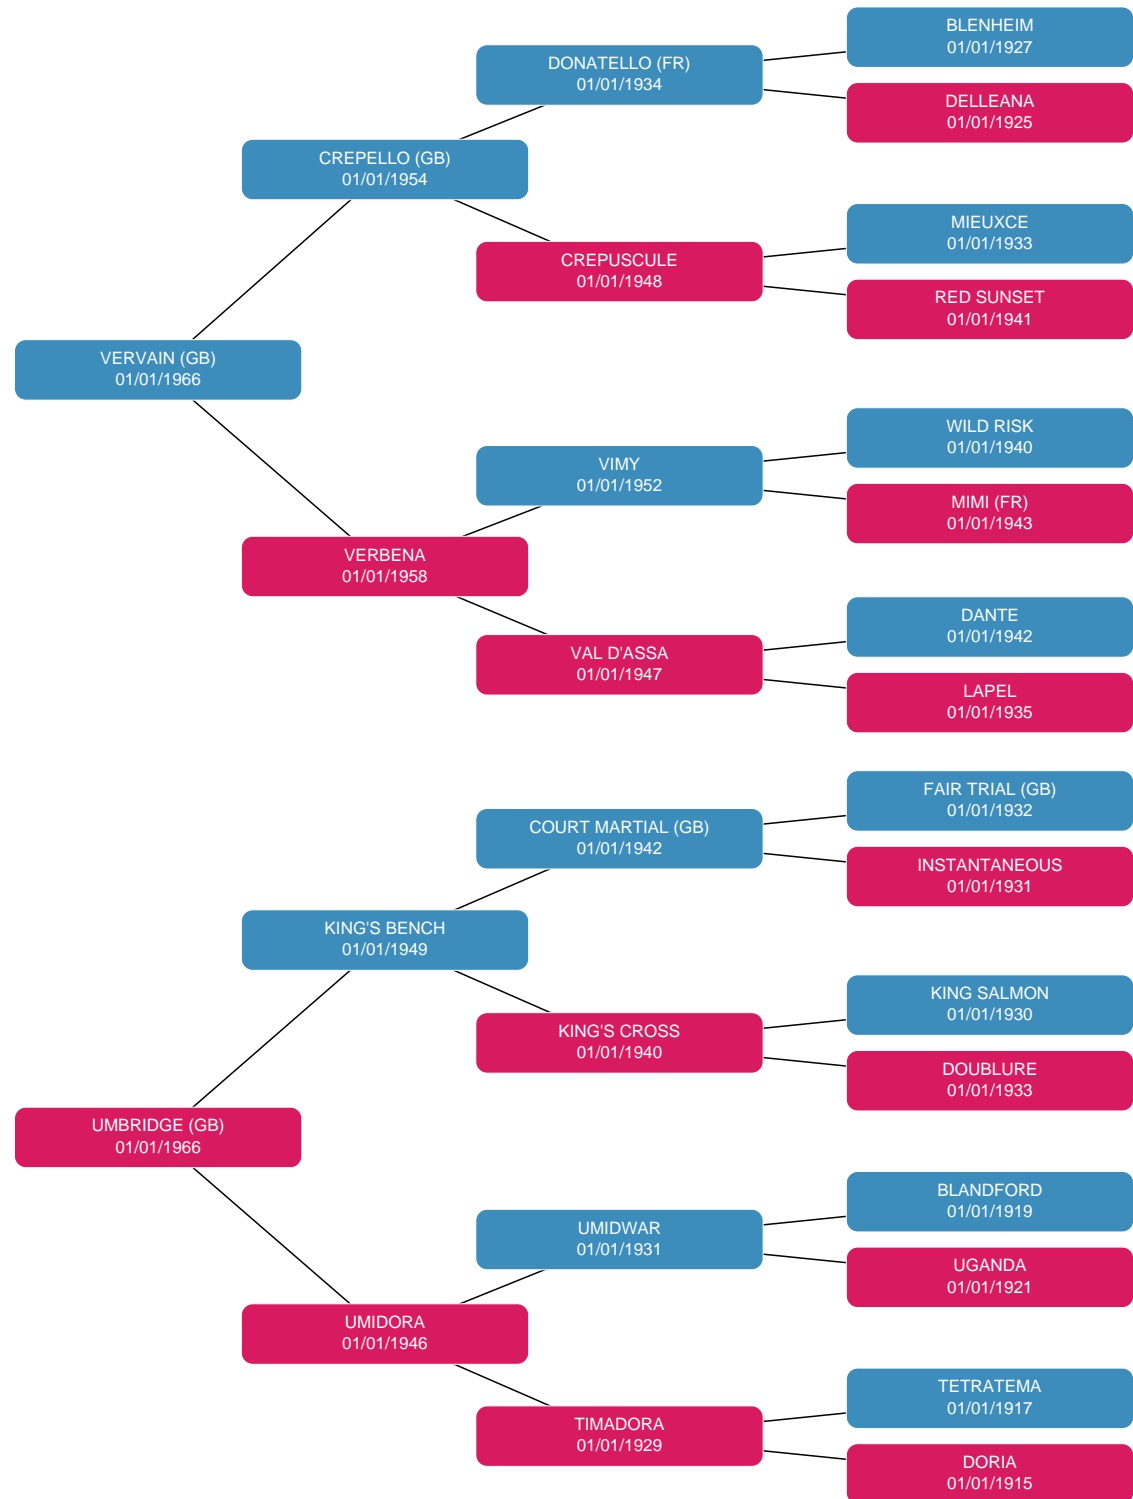 BLENHEIM
01/01/1927
DONATELLO (FR)
01/01/1934
DELLEANA
01/01/1925
CREPELLO (GB)
01/01/1954
MIEUXCE
01/01/1933
CREPUSCULE
01/01/1948
RED SUNSET
01/01/1941
VERVAIN (GB)
01/01/1966
WILD RISK
01/01/1940
VIMY
01/01/1952
MIMI (FR)
01/01/1943
VERBENA
01/01/1958
DANTE
01/01/1942
VAL D'ASSA
01/01/1947
LAPEL
01/01/1935
FAIR TRIAL (GB)
01/01/1932
COURT MARTIAL (GB)
01/01/1942
INSTANTANEOUS
01/01/1931
KING'S BENCH
01/01/1949
KING SALMON
01/01/1930
KING'S CROSS
01/01/1940
DOUBLURE
01/01/1933
UMBRIDGE (GB)
01/01/1966
BLANDFORD
01/01/1919
UMIDWAR
01/01/1931
UGANDA
01/01/1921
UMIDORA
01/01/1946
TETRATEMA
01/01/1917
TIMADORA
01/01/1929
DORIA
01/01/1915